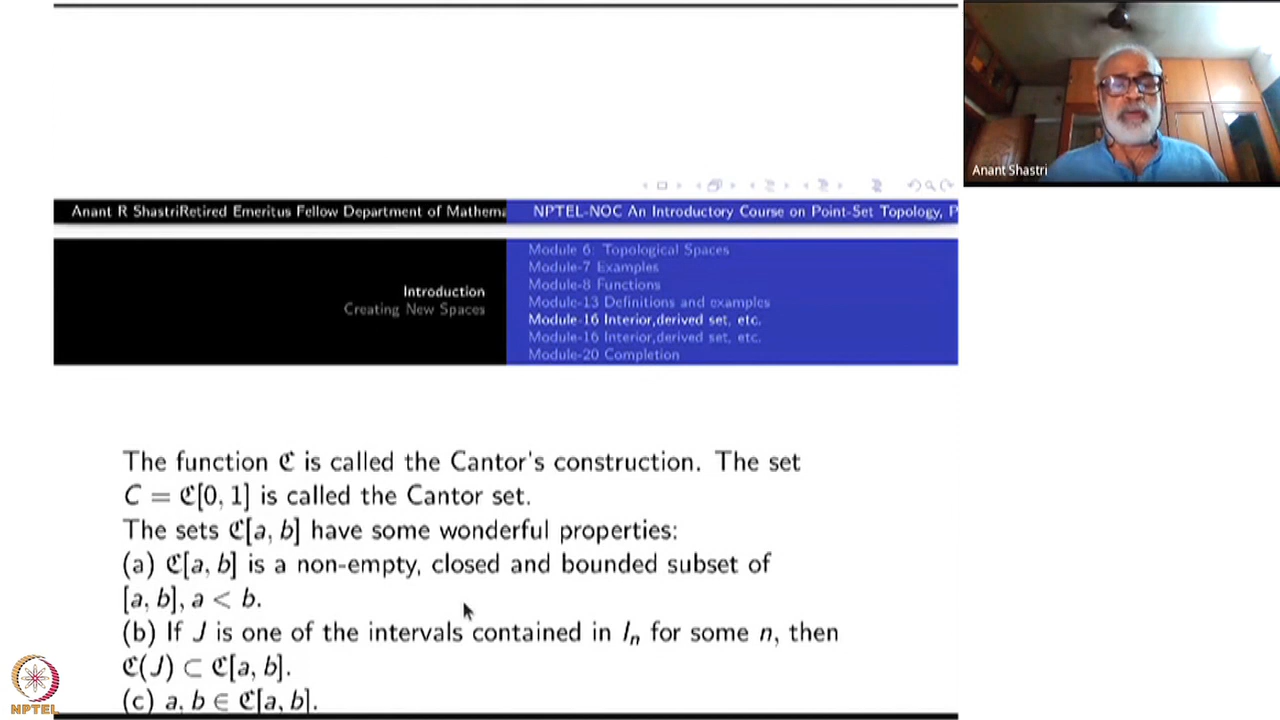 Anant Shastri
Anant R ShastriRetired Emeritus Fellow Department of Mathema
NPTEL-NOC An Introductory Course on Point-Set Topology, P
Introduction
Creating New Spaces
Module 6: Topological Spaces
Module-7 Examples
Module-8 Functions
Module-13 Definitions and examples
Module-16 Interior,derived set, etc.
Module-16 Interior,derived set, etc.
Module-20 Completion
The function ℭ is called the Cantor's construction. The set
C = ℭ[0, 1] is called the Cantor set.
The sets ℭ[a, b] have some wonderful properties:
(a) ℭ[a, b] is a non-empty, closed and bounded subset of
[a, b], a < b.
(b) If J is one of the intervals contained in Iₙ for some n, then
ℭ(J) ⊂ ℭ[a, b].
(c) a, b ∈ ℭ[a, b].
NPTEL